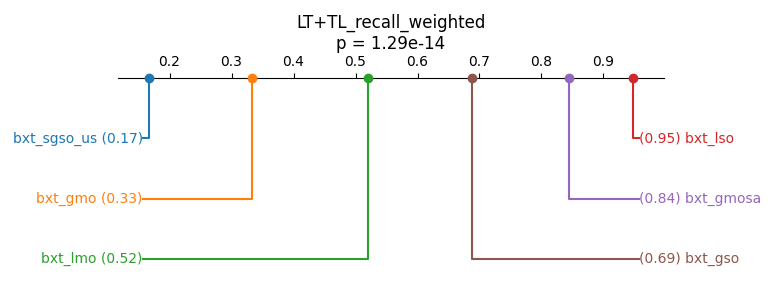 LT+TL_recall_weighted
p = 1.29e-14
0.2 0.3 0.4 0.5 0.6 0.7 0.8 0.9
bxt_sgso_us (0.17) (0.95) bxt_lso
bxt_gmo (0.33) (0.84) bxt_gmosa
bxt_lmo (0.52) (0.69) bxt_gso